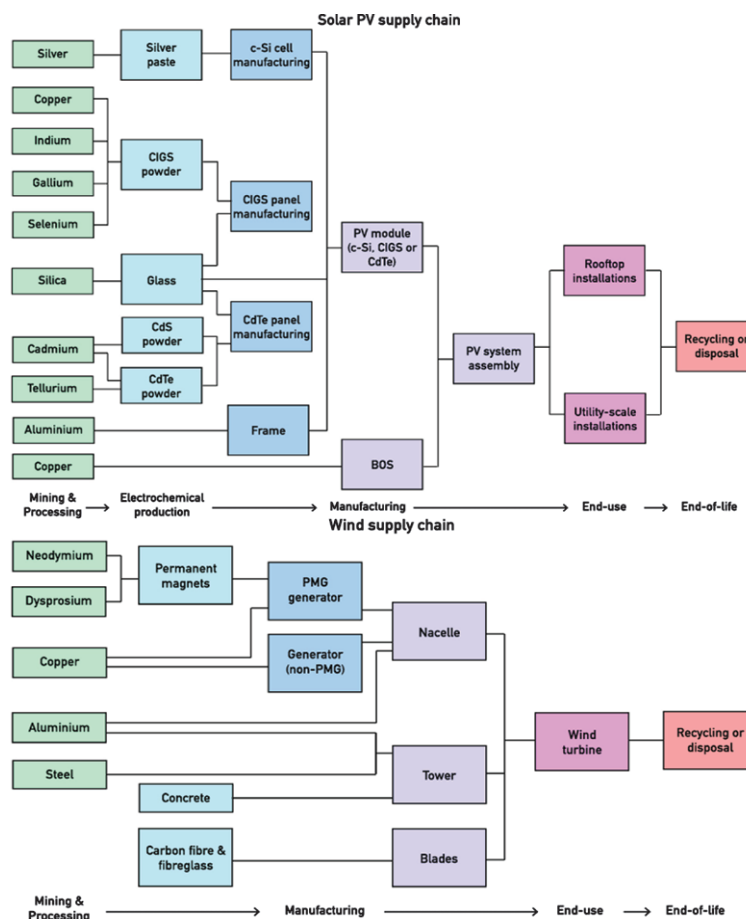 Solar PV supply chain
Silver
Silver
paste
c-Si cell
manufacturing
Copper
Indium
Gallium
Selenium
CIGS
powder
CIGS panel
manufacturing
PV module
(c-Si, CIGS or
CdTe)
Rooftop
installations
Silica
Glass
CdTe panel
manufacturing
CdS
powder
Cadmium
Tellurium
CdTe
powder
PV system
assembly
Recycling or
disposal
Utility-scale
installations
Aluminium
Frame
Copper
BOS
Mining &
Processing
Electrochemical
production
Manufacturing
End-use
End-of-life
Wind supply chain
Neodymium
Dysprosium
Permanent
magnets
PMG
generator
Nacelle
Copper
Generator
(non-PMG)
Aluminium
Wind
turbine
Recycling or
disposal
Steel
Tower
Concrete
Carbon fibre &
fibreglass
Blades
Mining &
Processing
Manufacturing
End-use
End-of-life